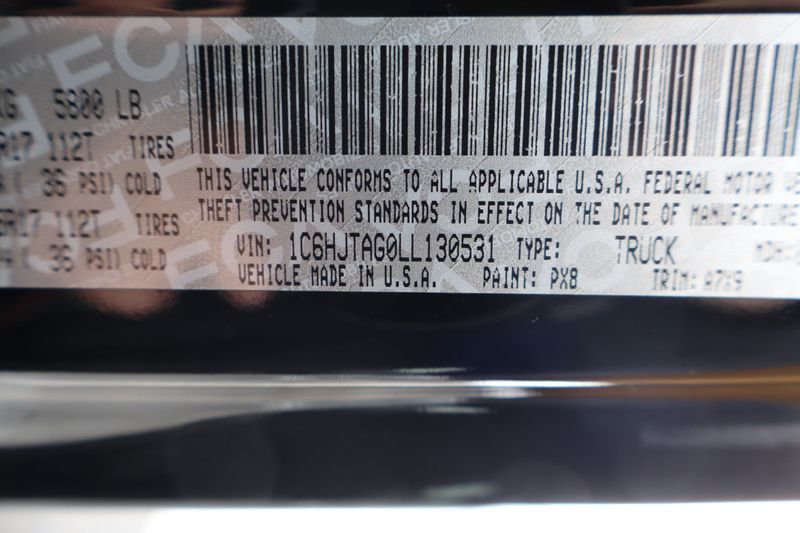 5800 LB
R17 112T TIRES
36 PSI) COLD
R17 112T TIRES
36 PSI) COLD
THIS VEHICLE CONFORMS TO ALL APPLICABLE U.S.A. FEDERAL MOTOR
THEFT PREVENTION STANDARDS IN EFFECT ON THE DATE OF MANUFACTUR
VIN: 1C6HJTAG0LL130531 TYPE: TRUCK MDH:
VEHICLE MADE IN U.S.A. PAINT: PX8 TRIM: A7X9